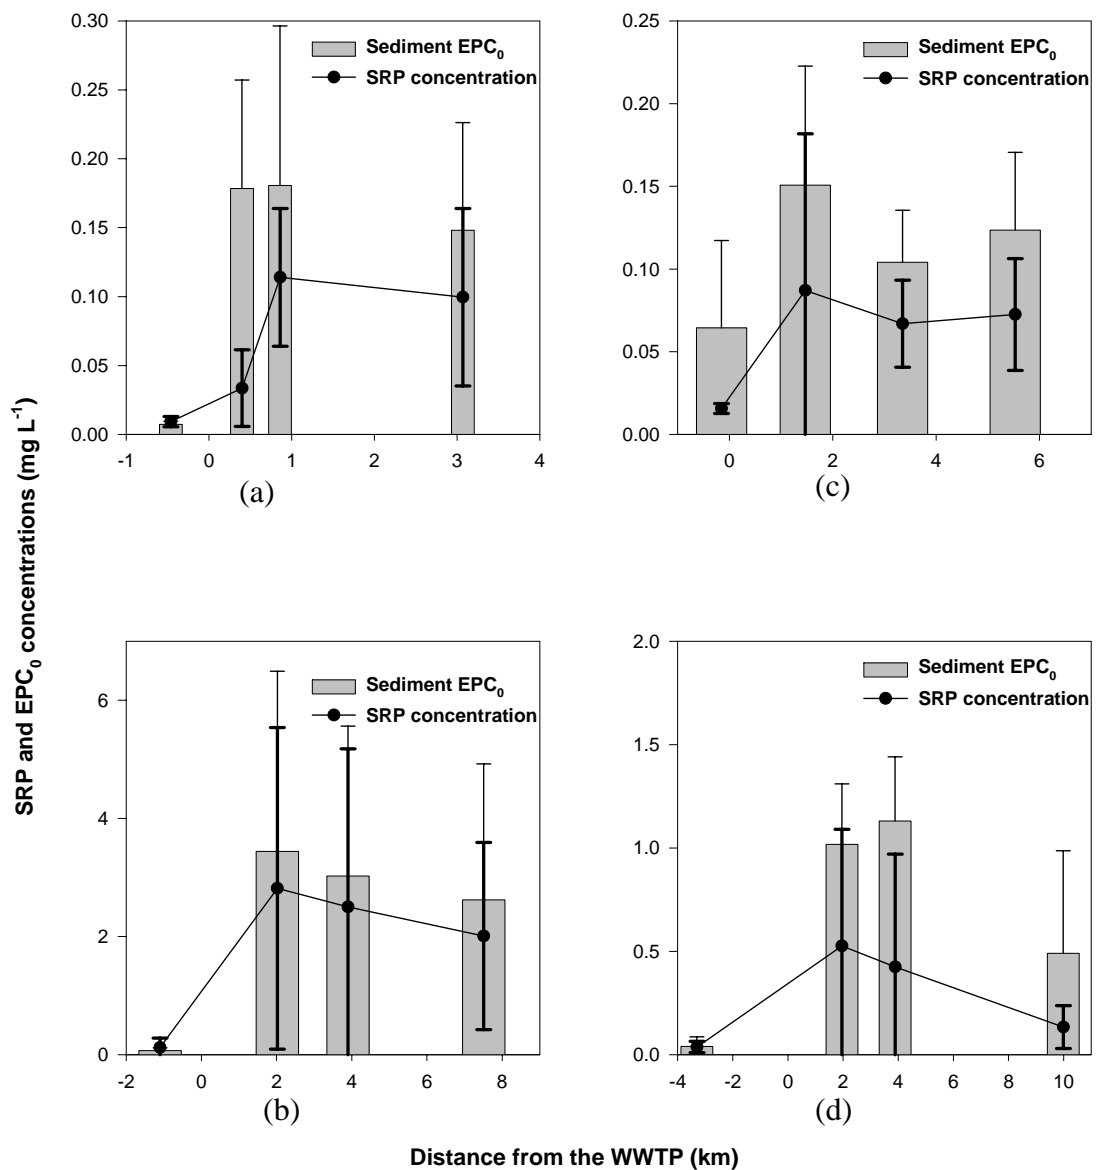 SRP and EPC0 concentrations (mg L-1)
0.30
0.25
0.20
0.15
0.10
0.05
0.00
-1 0 1 2 3 4
Sediment EPC0
SRP concentration
(a)
0.25
0.20
0.15
0.10
0.05
0.00
0 2 4 6
Sediment EPC0
SRP concentration
(c)
6
4
2
0
-2 0 2 4 6 8
Sediment EPC0
SRP concentration
(b)
2.0
1.5
1.0
0.5
0.0
-4 -2 0 2 4 6 8 10
Sediment EPC0
SRP concentration
(d)
Distance from the WWTP (km)